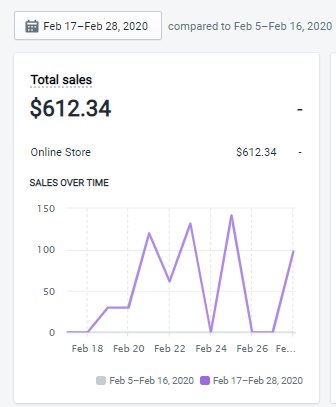 Feb 17–Feb 28, 2020 compared to Feb 5–Feb 16, 2020
Total sales
$612.34 -
Online Store $612.34 -
SALES OVER TIME
150
100
50
0
Feb 18 Feb 20 Feb 22 Feb 24 Feb 26 Fe...
Feb 5–Feb 16, 2020 Feb 17–Feb 28, 2020